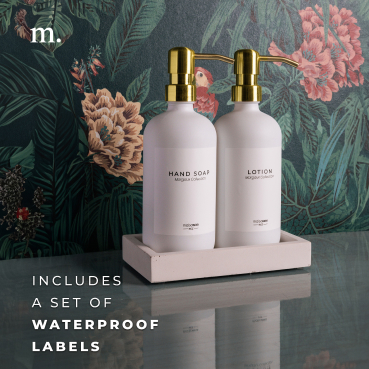 m.
HAND SOAP
LOTION
INCLUDES
A SET OF
WATERPROOF
LABELS